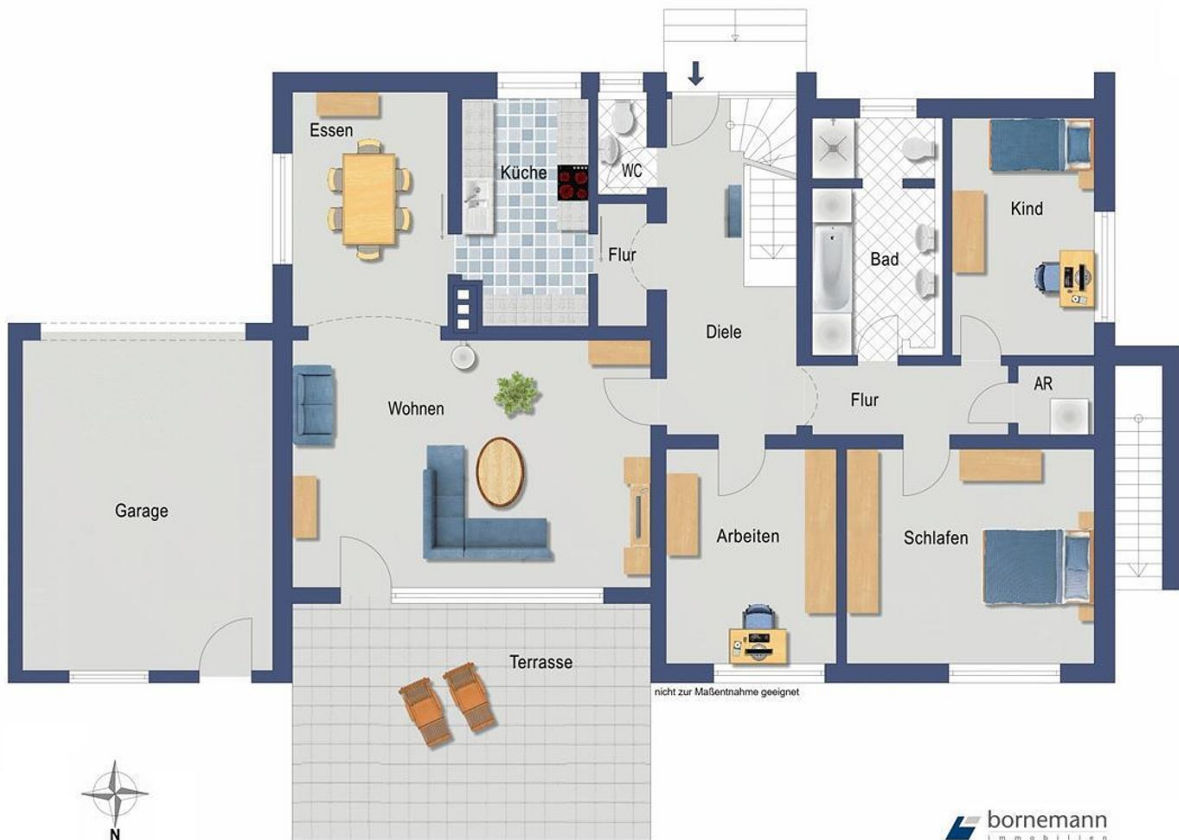 Essen
Küche
WC
Flur
Diele
Bad
Kind
Wohnen
Flur
AR
Garage
Arbeiten
Schlafen
Terrasse
nicht zur Maßentnahme geeignet
N
bornemann
immobilien